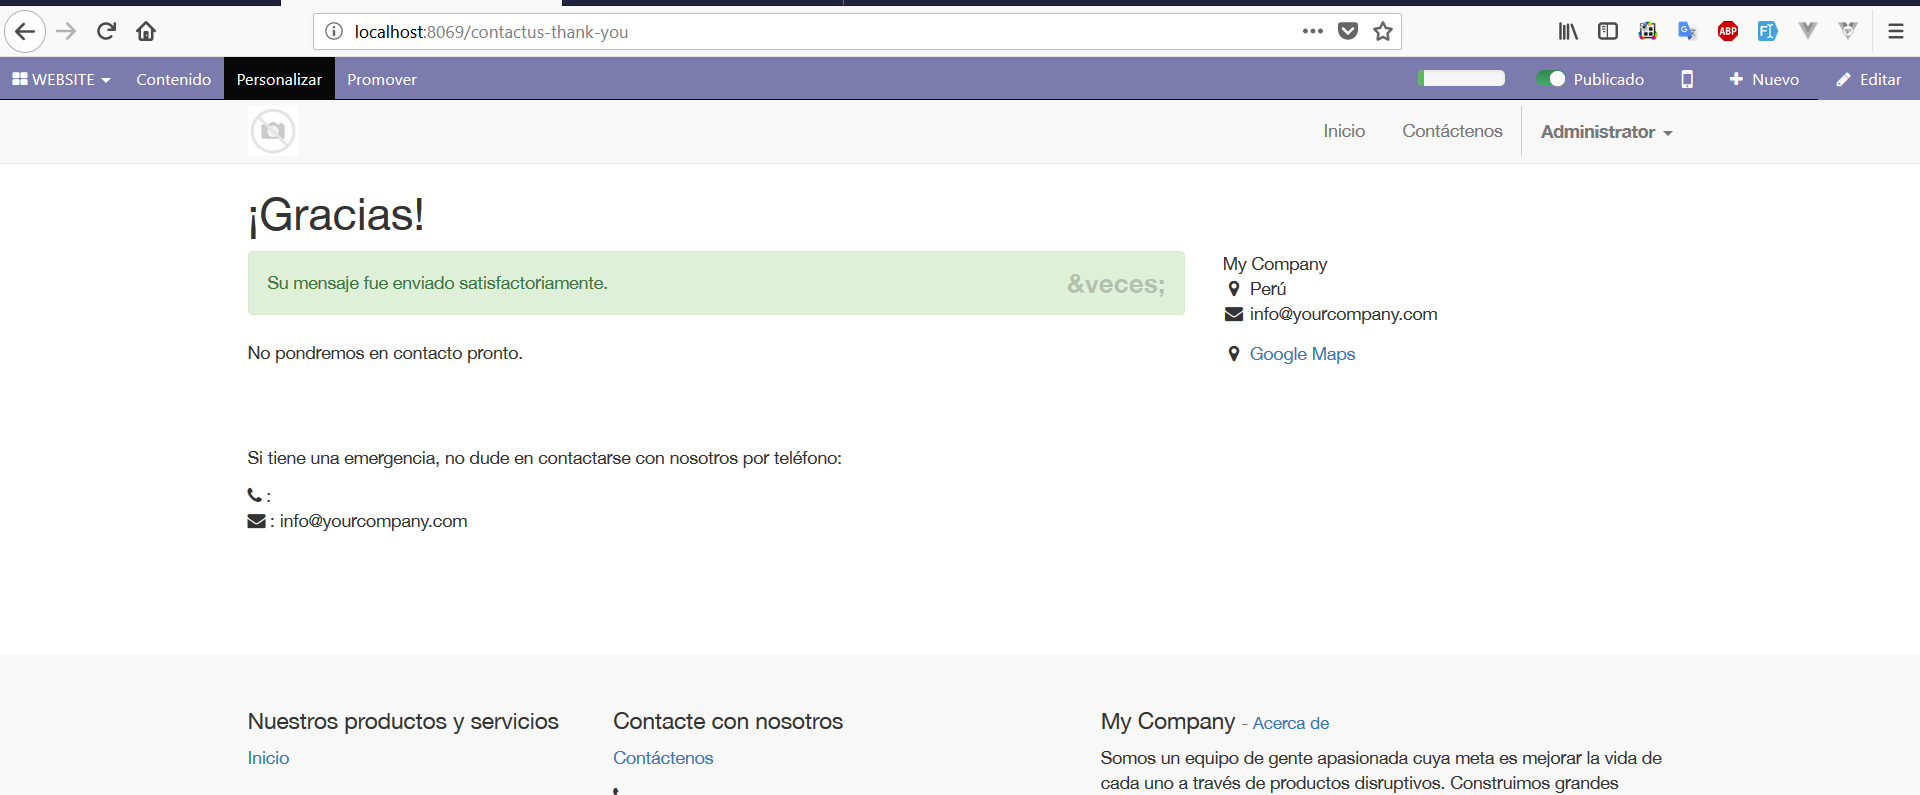 localhost:8069/contactus-thank-you
ABP
WEBSITE Contenido Personalizar Promover Publicado Nuevo Editar
Inicio Contáctenos Administrator
¡Gracias!
Su mensaje fue enviado satisfactoriamente. &veces;
My Company
Perú
info@yourcompany.com
Google Maps
No pondremos en contacto pronto.
Si tiene una emergencia, no dude en contactarse con nosotros por teléfono:
:
: info@yourcompany.com
Nuestros productos y servicios
Inicio
Contacte con nosotros
Contáctenos
My Company - Acerca de
Somos un equipo de gente apasionada cuya meta es mejorar la vida de
cada uno a través de productos disruptivos. Construimos grandes